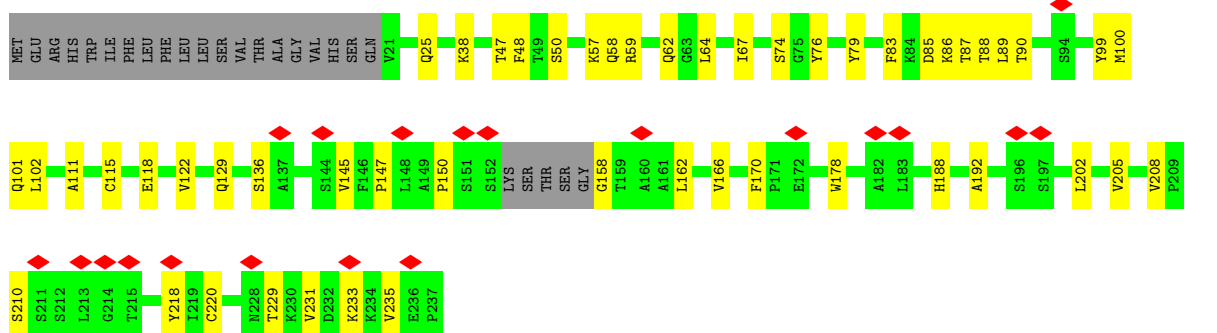 MET GLU ARG HIS TRP ILE PHE LEU PHE LEU LEU SER VAL THR ALA GLY VAL HIS SER GLN V21 Q25 K38 T47 F48 T49 S50 K57 Q58 R59 Q62 G63 L64 I67 S74 G75 Y76 Y79 F83 K84 D85 K86 T87 T88 L89 T90 S94 Y99 M100
Q101 L102 A111 C115 E118 V122 Q129 S136 A137 S144 V145 F146 P147 L148 A149 P150 S151 S152 LYS SER THR SER GLY G158 T159 A160 A161 L162 V166 F170 P171 E172 W178 A182 L183 H188 A192 S196 S197 L202 V205 V208 P209
S210 S211 S212 L213 G214 T215 Y218 I219 C220 N228 T229 K230 V231 D232 K233 K234 V235 E236 P237